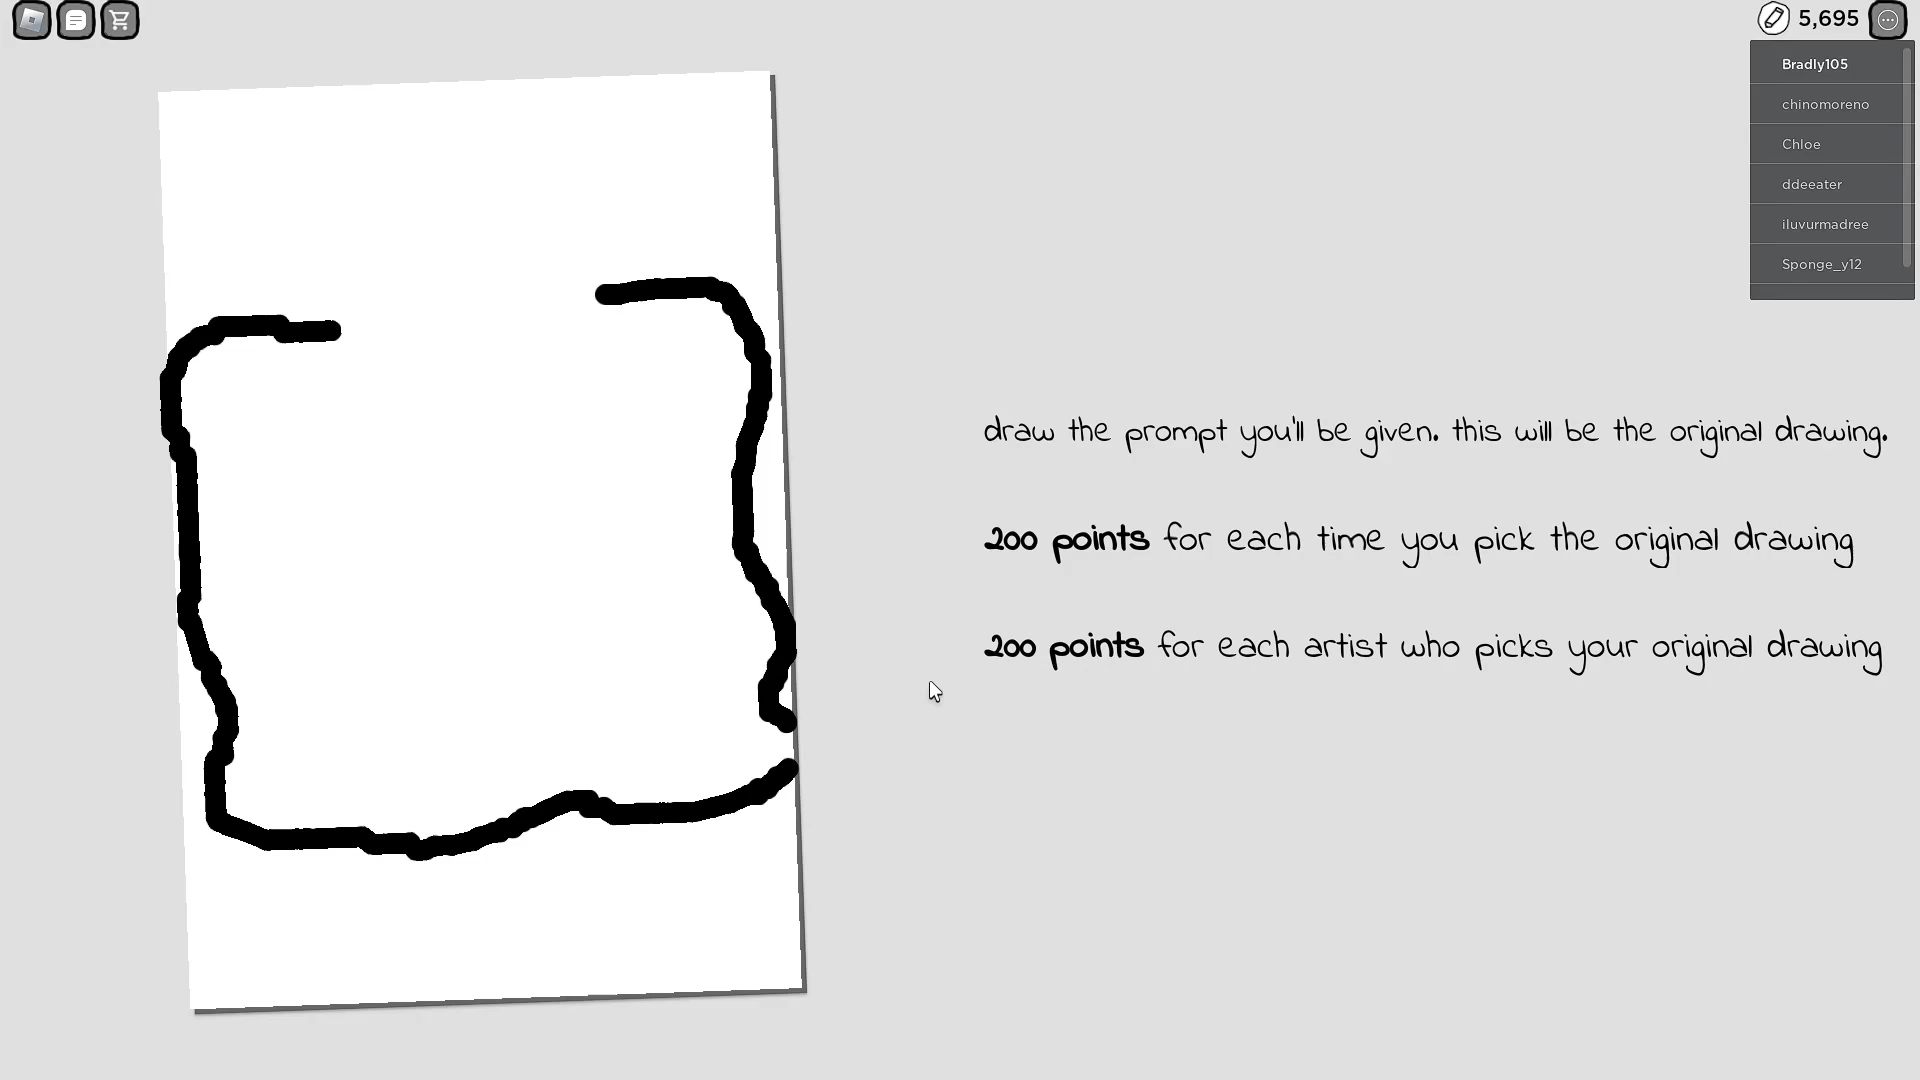 5,695
Bradly105
chinomoreno
Chloe
ddeeater
iluvurmadree
Sponge_y12
draw the prompt you'll be given. this will be the original drawing.
200 points for each time you pick the original drawing
200 points for each artist who picks your original drawing